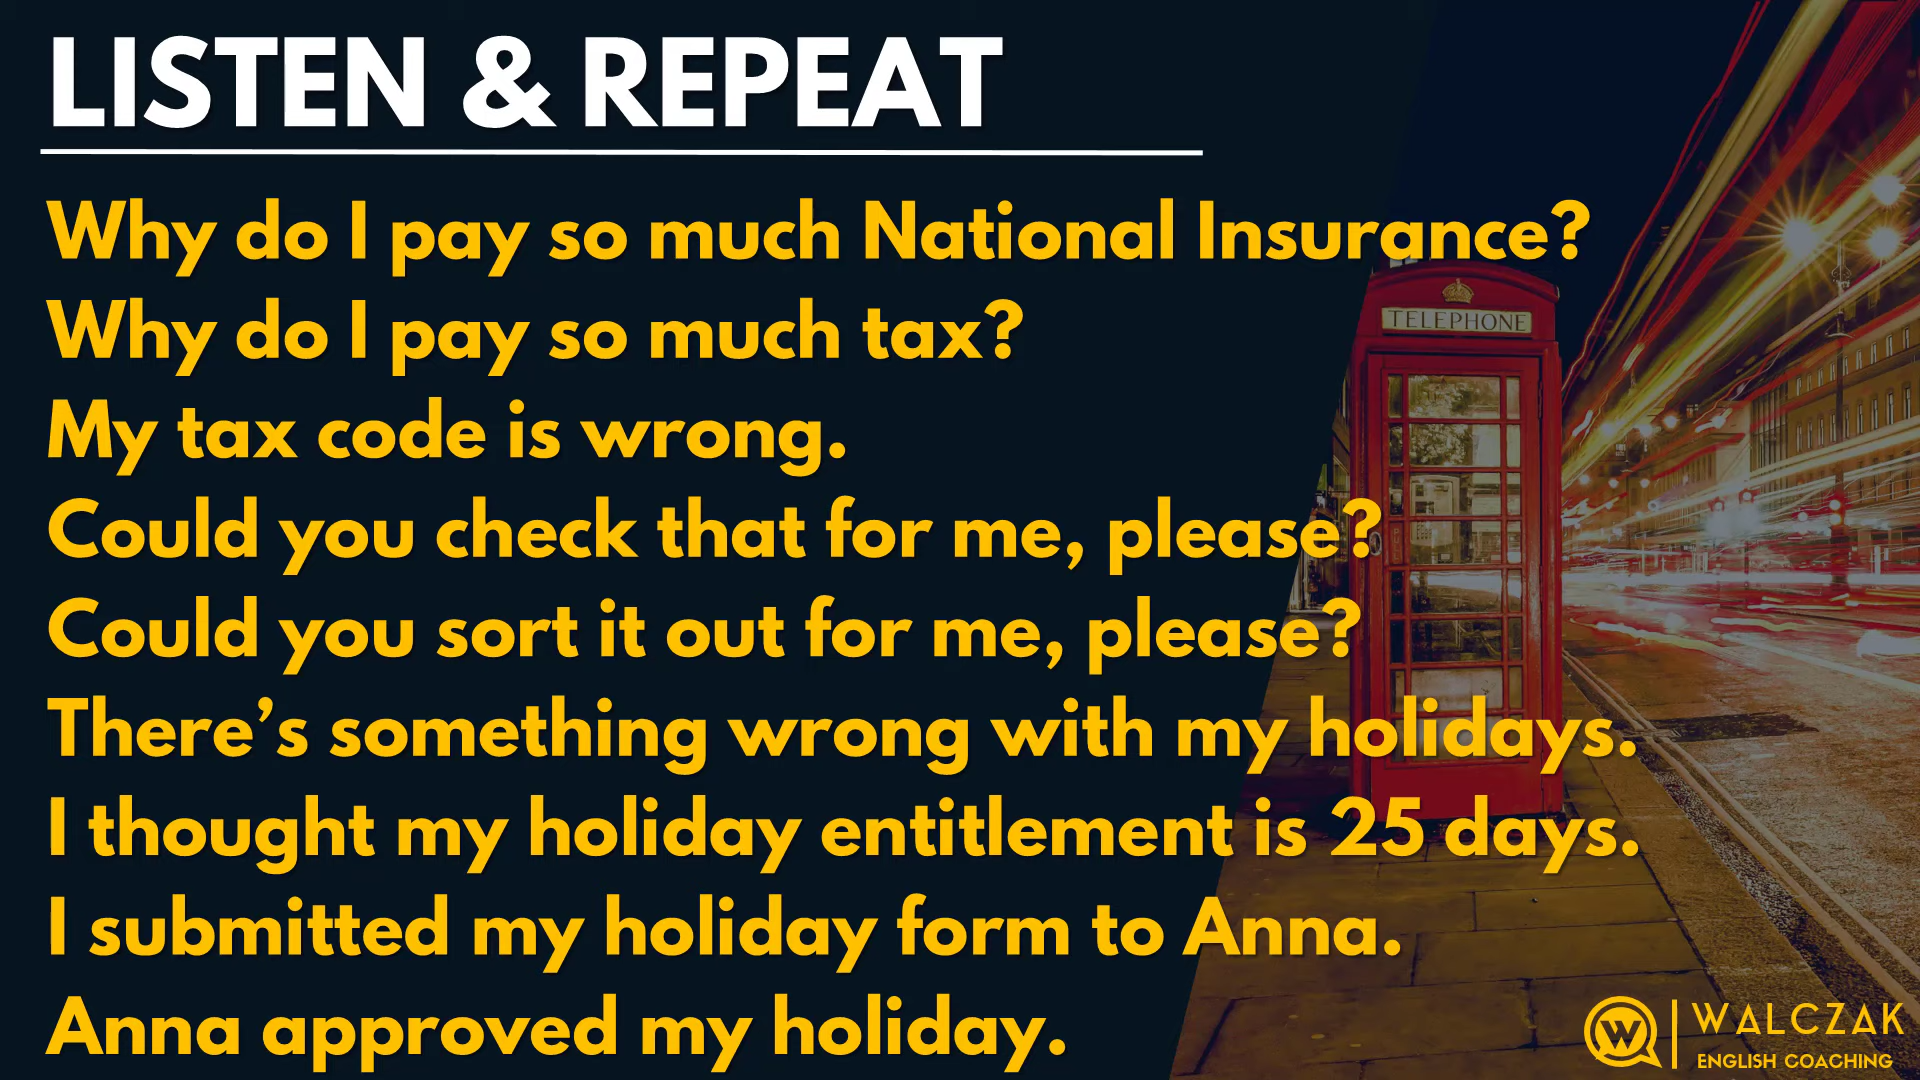 LISTEN & REPEAT
Why do I pay so much National Insurance?
Why do I pay so much tax?
My tax code is wrong.
Could you check that for me, please?
Could you sort it out for me, please?
There’s something wrong with my holidays.
I thought my holiday entitlement is 25 days.
I submitted my holiday form to Anna.
Anna approved my holiday.
TELEPHONE
W
WALCZAK
ENGLISH COACHING